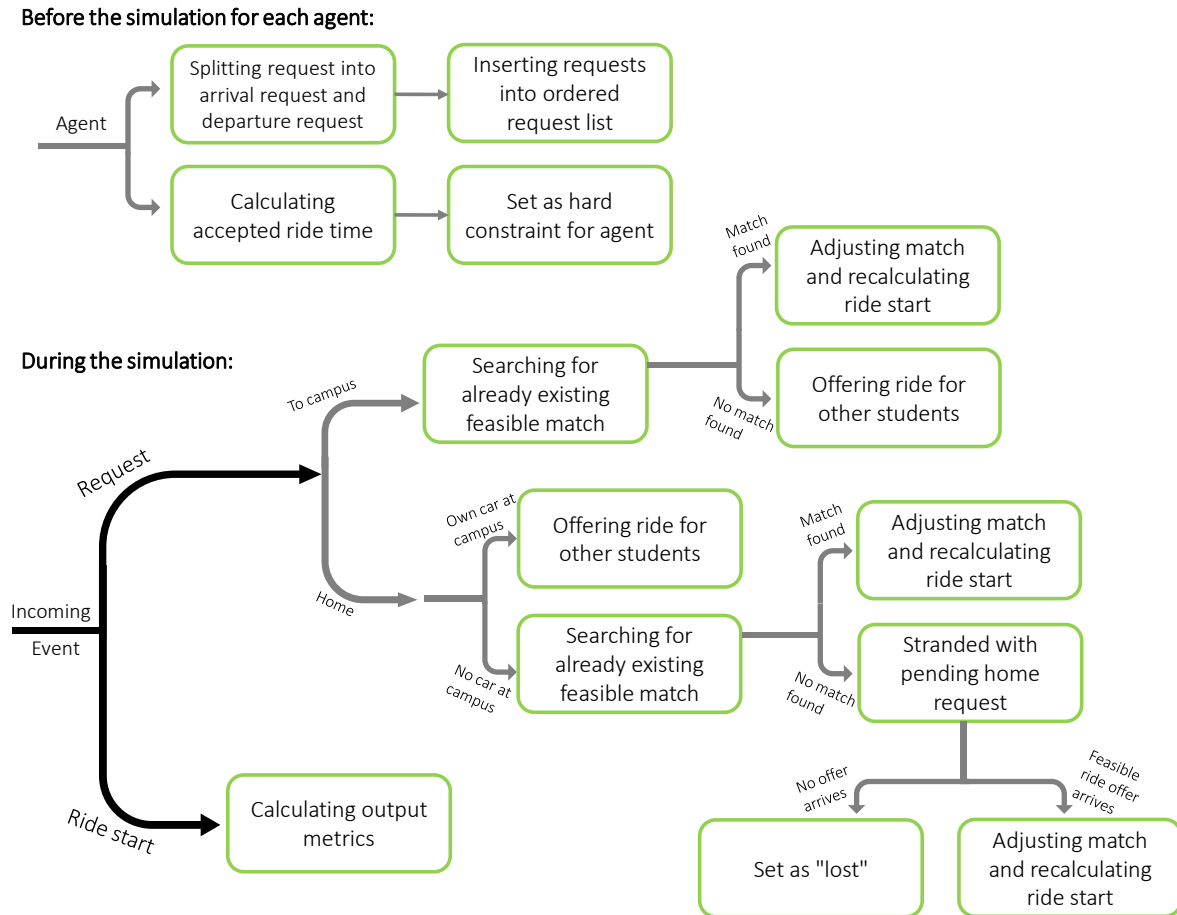 Before the simulation for each agent:
Agent
Splitting request into
arrival request and
departure request
Inserting requests
into ordered
request list
Calculating
accepted ride time
Set as hard
constraint for agent
During the simulation:
Incoming
Event
Request
To campus
Searching for
already existing
feasible match
Match
found
Adjusting match
and recalculating
ride start
No match
found
Offering ride for
other students
Home
Own car at
campus
Offering ride for
other students
No car at
campus
Searching for
already existing
feasible match
Match
found
Adjusting match
and recalculating
ride start
No match
found
Stranded with
pending home
request
No offer
arrives
Set as "lost"
Feasible
ride offer
arrives
Adjusting match
and recalculating
ride start
Ride start
Calculating output
metrics